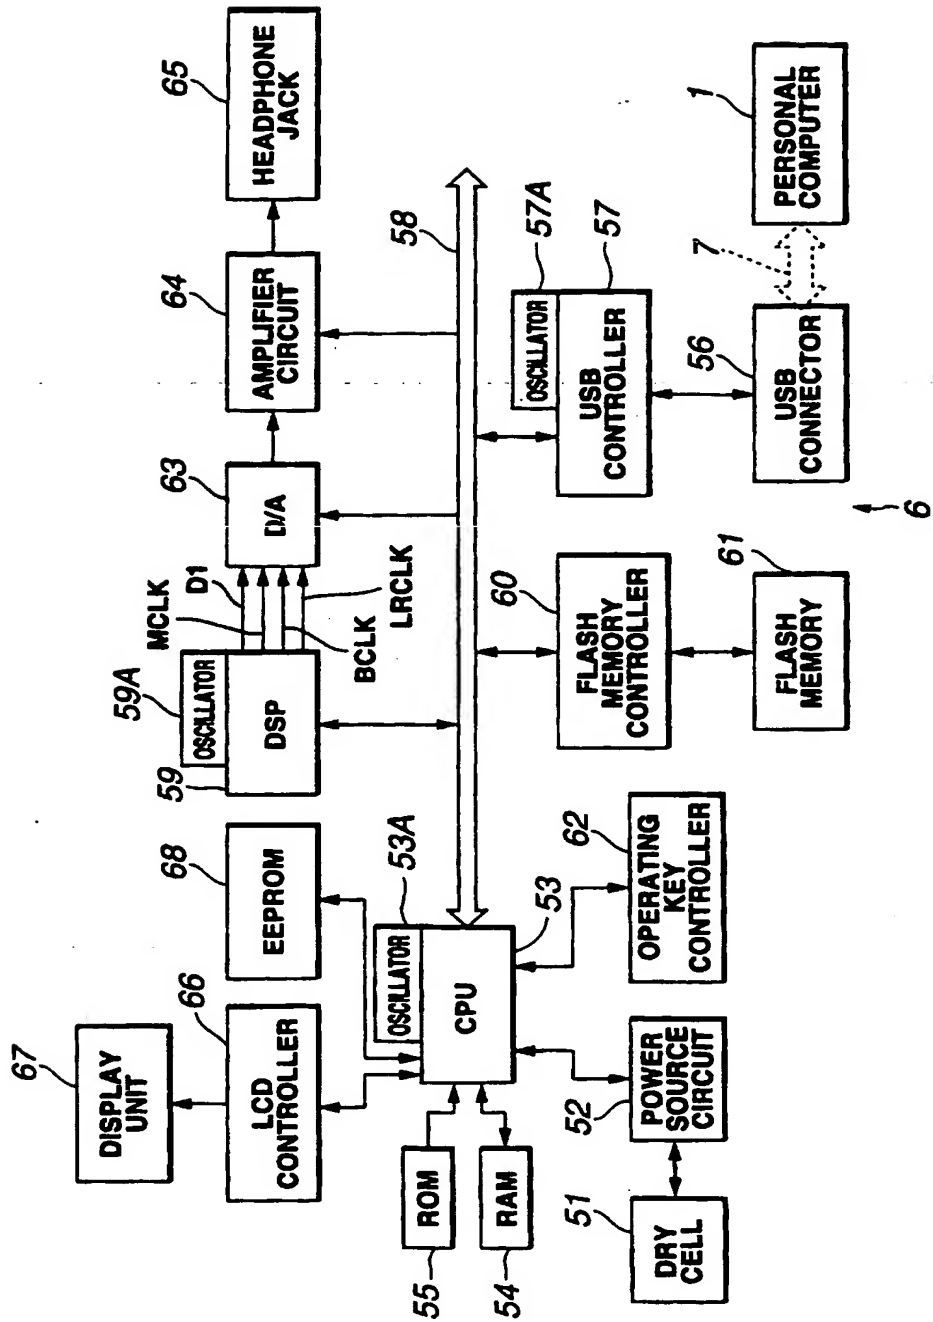 67
DISPLAY
UNIT
66
LCD
CONTROLLER
68
EEPROM
59
59A
OSCILLATOR
DSP
MCLK
D1
BCLK
LRCLK
63
D/A
64
AMPLIFIER
CIRCUIT
65
HEADPHONE
JACK
55
ROM
54
RAM
53A
OSCILLATOR
CPU
53
58
51
DRY
CELL
52
POWER
SOURCE
CIRCUIT
62
OPERATING
KEY
CONTROLLER
60
FLASH
MEMORY
CONTROLLER
61
FLASH
MEMORY
57A
OSCILLATOR
57
USB
CONTROLLER
56
USB
CONNECTOR
7
1
PERSONAL
COMPUTER
6